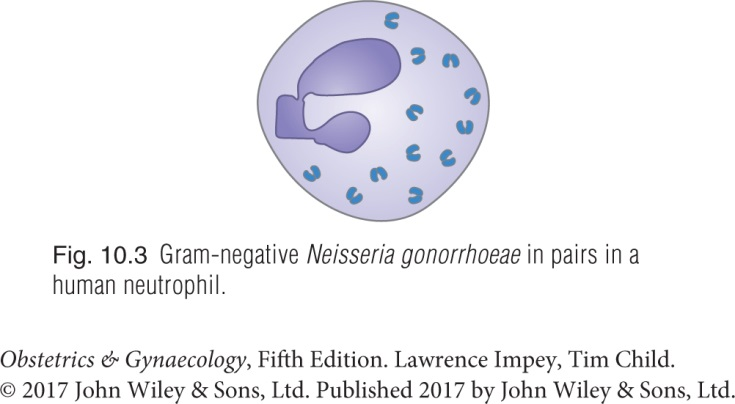 Fig. 10.3 Gram-negative Neisseria gonorrhoeae in pairs in a
human neutrophil.
Obstetrics & Gynaecology, Fifth Edition. Lawrence Impey, Tim Child.
© 2017 John Wiley & Sons, Ltd. Published 2017 by John Wiley & Sons, Ltd.